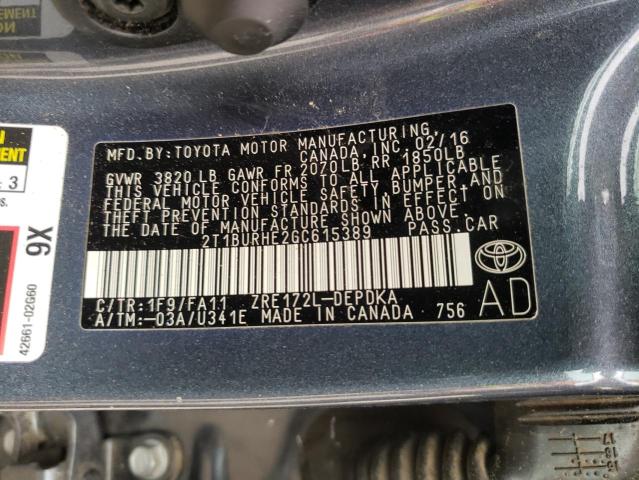 MFD. BY: TOYOTA MOTOR MANUFACTURING
CANADA, INC. 02/16
GVWR 3820 LB GAWR FR 2070LB RR 1850LB
THIS VEHICLE CONFORMS TO ALL APPLICABLE
FEDERAL MOTOR VEHICLE SAFETY, BUMPER, AND
THEFT PREVENTION STANDARDS IN EFFECT ON
THE DATE OF MANUFACTURE SHOWN ABOVE.
2T1BURHE2GC615389 PASS. CAR
C/TR: 1F9/FA11 ZRE172L-DEPDKA
A/TM: -03A/U341E MADE IN CANADA 756
AD
3
9X
42661-02G60
17
16